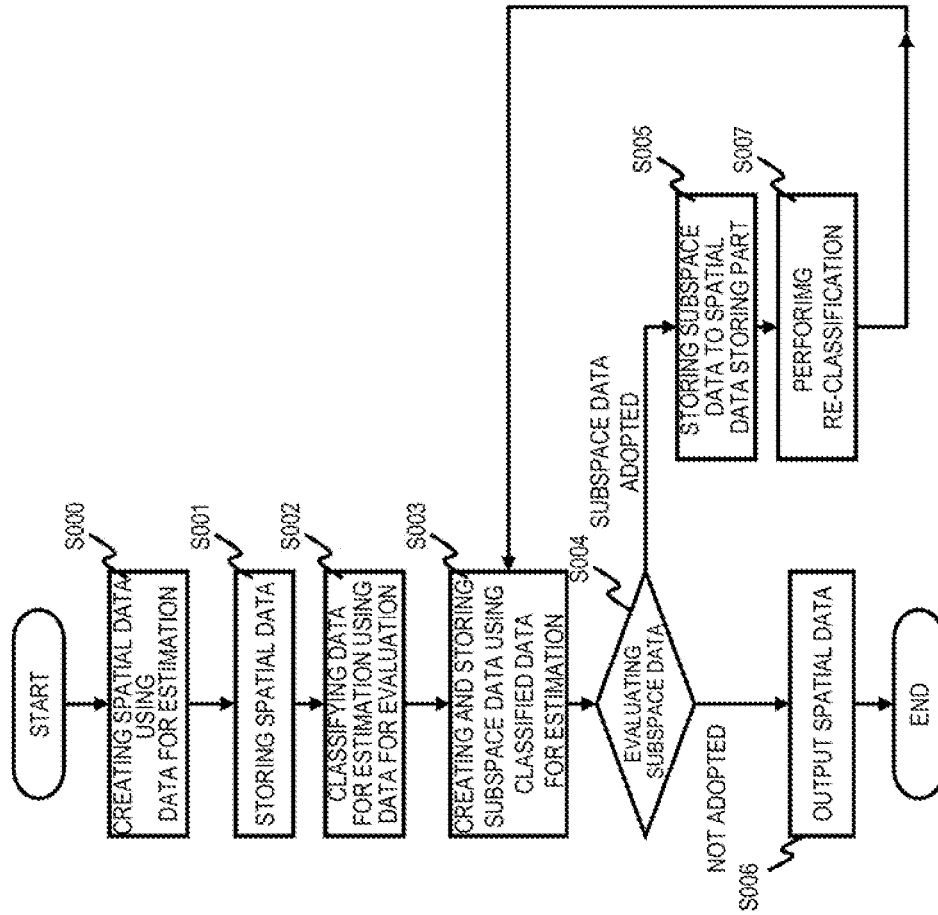 START
S000
CREATING SPATIAL DATA
USING
DATA FOR ESTIMATION
S001
STORING SPATIAL DATA
S002
CLASSIFYING DATA
FOR ESTIMATION USING
DATA FOR EVALUATION
S003
CREATING AND STORING
SUBSPACE DATA USING
CLASSIFIED DATA
FOR ESTIMATION
S004
EVALUATING
SUBSPACE DATA
SUBSPACE DATA
ADOPTED
S005
STORING SUBSPACE
DATA TO SPATIAL
DATA STORING PART
S007
PERFORIMG
RE-CLASSIFICATION
NOT ADOPTED
S006
OUTPUT SPATIAL DATA
END